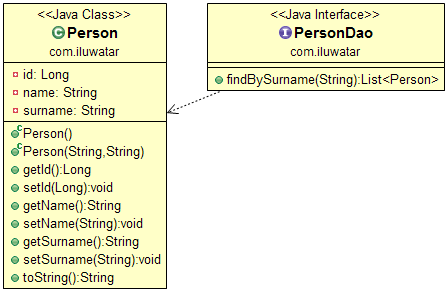 <<Java Class>>
Person
com.iluwatar
id: Long
name: String
surname: String
Person()
Person(String,String)
getId():Long
setId(Long):void
getName():String
setName(String):void
getSurname():String
setSurname(String):void
toString():String
<<Java Interface>>
PersonDao
com.iluwatar
findBySurname(String):List<Person>